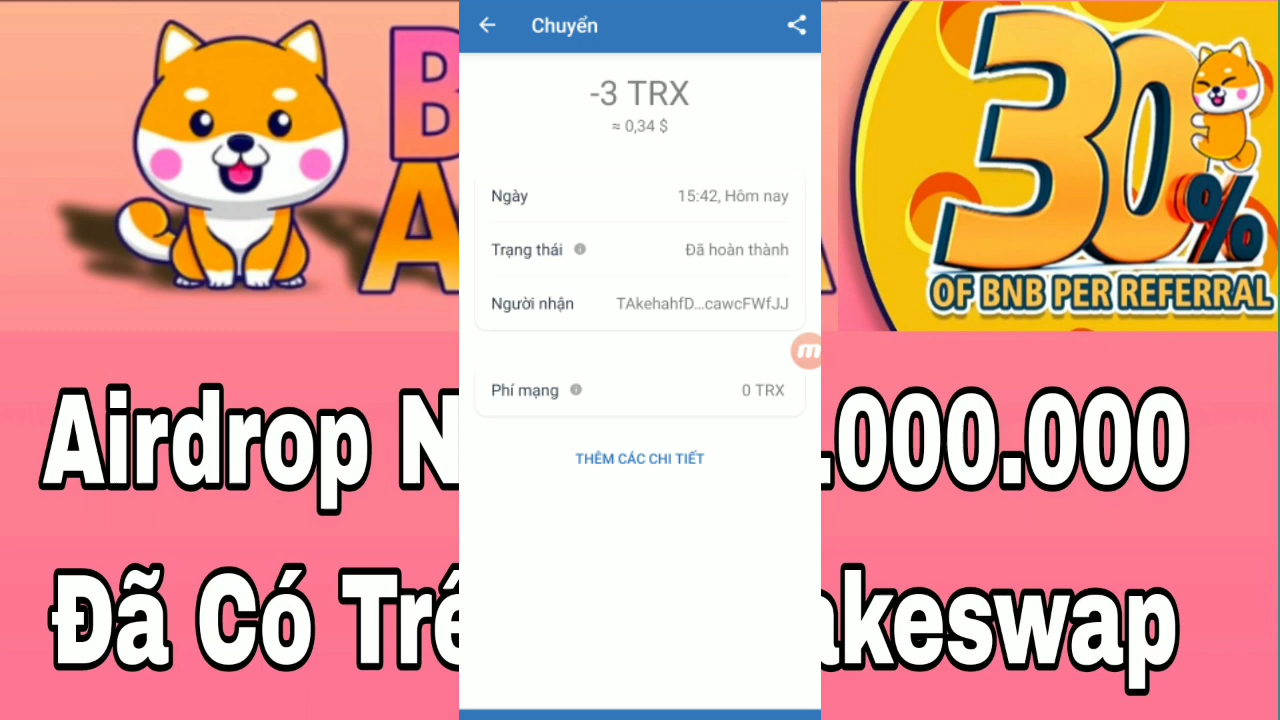 Chuyển
-3 TRX
≈ 0,34 $
Ngày 15:42, Hôm nay
Trạng thái Đã hoàn thành
Người nhận TAkehahfD...cawcFWfJJ
Phí mạng 0 TRX
THÊM CÁC CHI TIẾT
B
A
30%
OF BNB PER REFERRAL
Airdrop N .000.000
Đã Có Trê akeswap